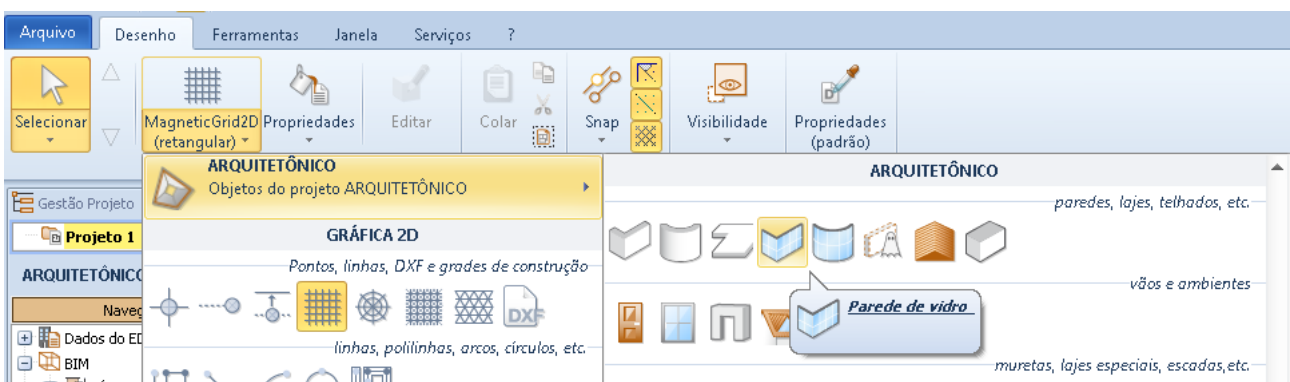 Arquivo
Desenho
Ferramentas
Janela
Serviços
?
Selecionar
MagneticGrid2D
(retangular)
Propriedades
Editar
Colar
Snap
Visibilidade
Propriedades
(padrão)
Gestão Projeto
Projeto 1
ARQUITETÔNICO
Naveg
Dados do ED
BIM
ARQUITETÔNICO
Objetos do projeto ARQUITETÔNICO
GRÁFICA 2D
Pontos, linhas, DXF e grades de construção
DXF
linhas, polilinhas, arcos, círculos, etc.
ARQUITETÔNICO
paredes, lajes, telhados, etc.
vãos e ambientes
Parede de vidro
muretas, lajes especiais, escadas,etc.